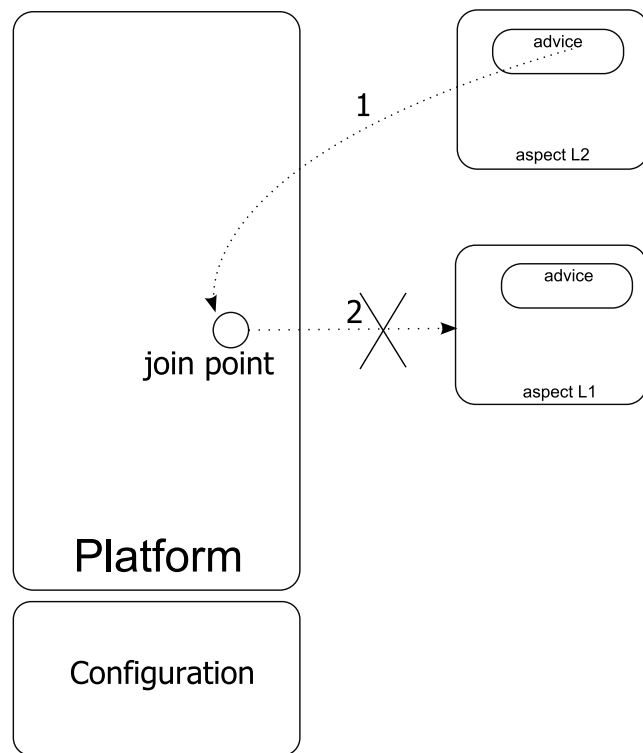 advice
1
aspect L2
advice
2
join point
aspect L1
Platform
Configuration